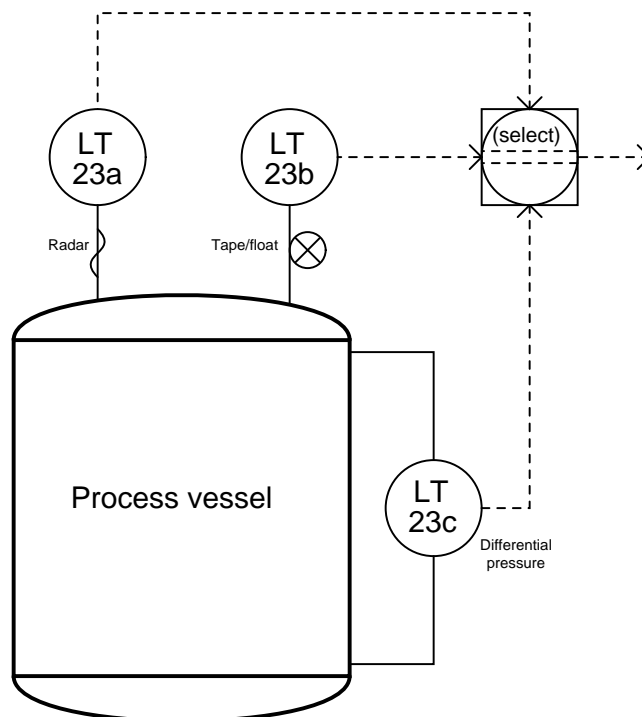 LT
23a
LT
23b
(select)
Radar
Tape/float
Process vessel
LT
23c
Differential
pressure